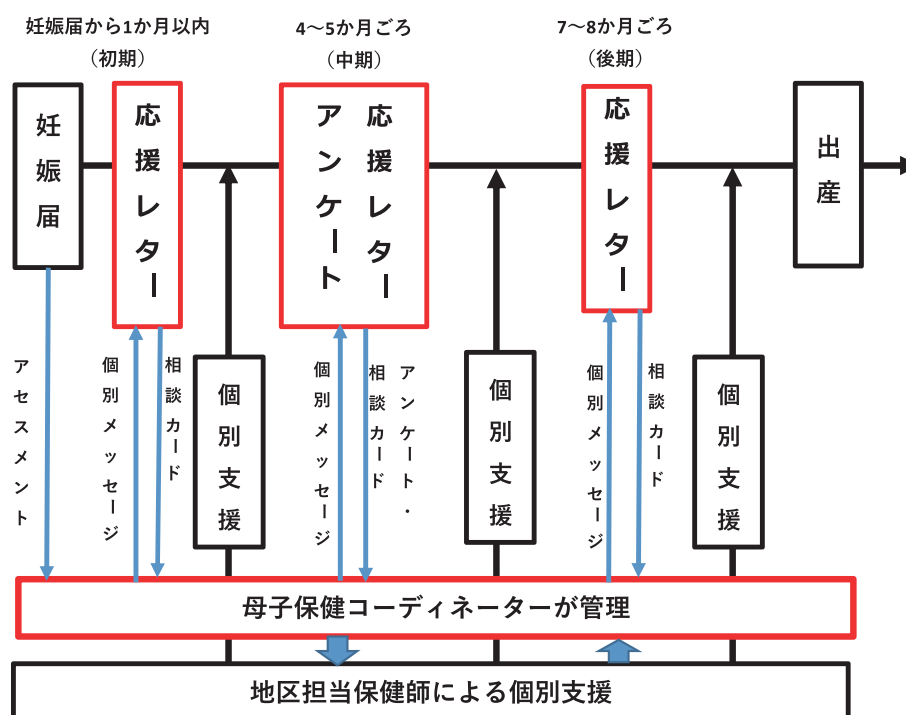 妊娠届から1か月以内
（初期）
4～5か月ごろ
（中期）
7～8か月ごろ
（後期）
妊娠届
応援レター
応援レター
アンケート
応援レター
出産
アセスメント
個別メッセージ
相談カード
個別支援
個別メッセージ
アンケート・
相談カード
個別支援
個別メッセージ
相談カード
個別支援
母子保健コーディネーターが管理
地区担当保健師による個別支援